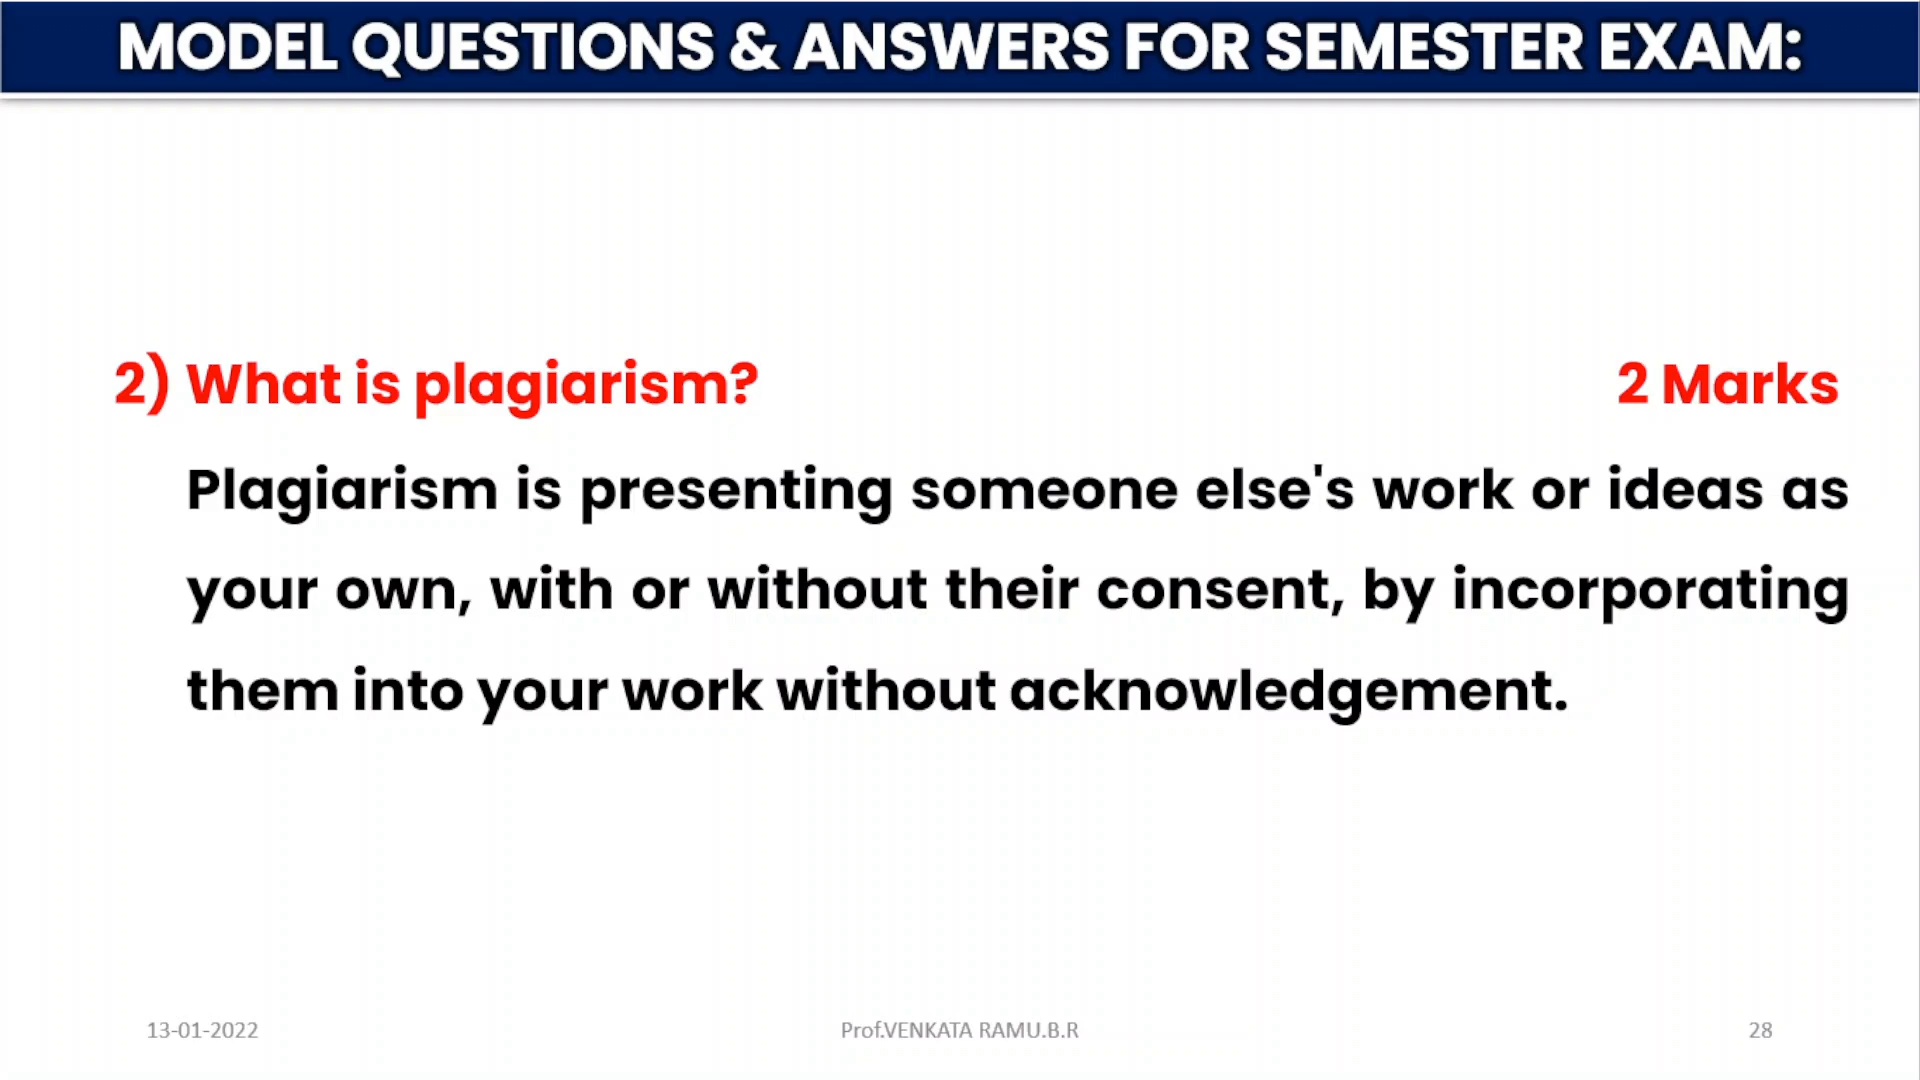 MODEL QUESTIONS & ANSWERS FOR SEMESTER EXAM:
2) What is plagiarism? 2 Marks
Plagiarism is presenting someone else's work or ideas as
your own, with or without their consent, by incorporating
them into your work without acknowledgement.
13-01-2022 Prof.VENKATA RAMU.B.R 28